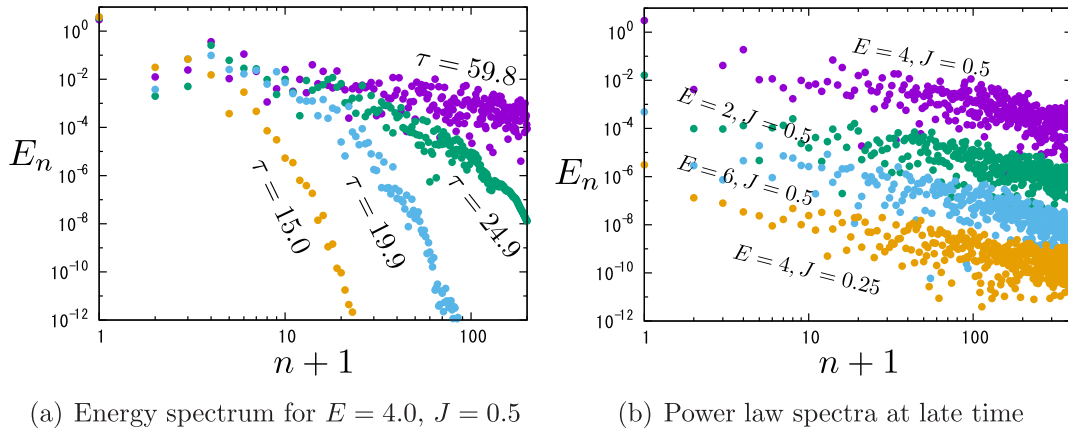 10^0
10^-2
10^-4
10^-6
10^-8
10^-10
10^-12
E_n
τ = 59.8
τ = 15.0
τ = 19.9
τ = 24.9
1
10
100
n + 1
(a) Energy spectrum for E = 4.0, J = 0.5
10^0
10^-2
10^-4
10^-6
10^-8
10^-10
10^-12
E_n
E = 4, J = 0.5
E = 2, J = 0.5
E = 6, J = 0.5
E = 4, J = 0.25
1
10
100
n + 1
(b) Power law spectra at late time